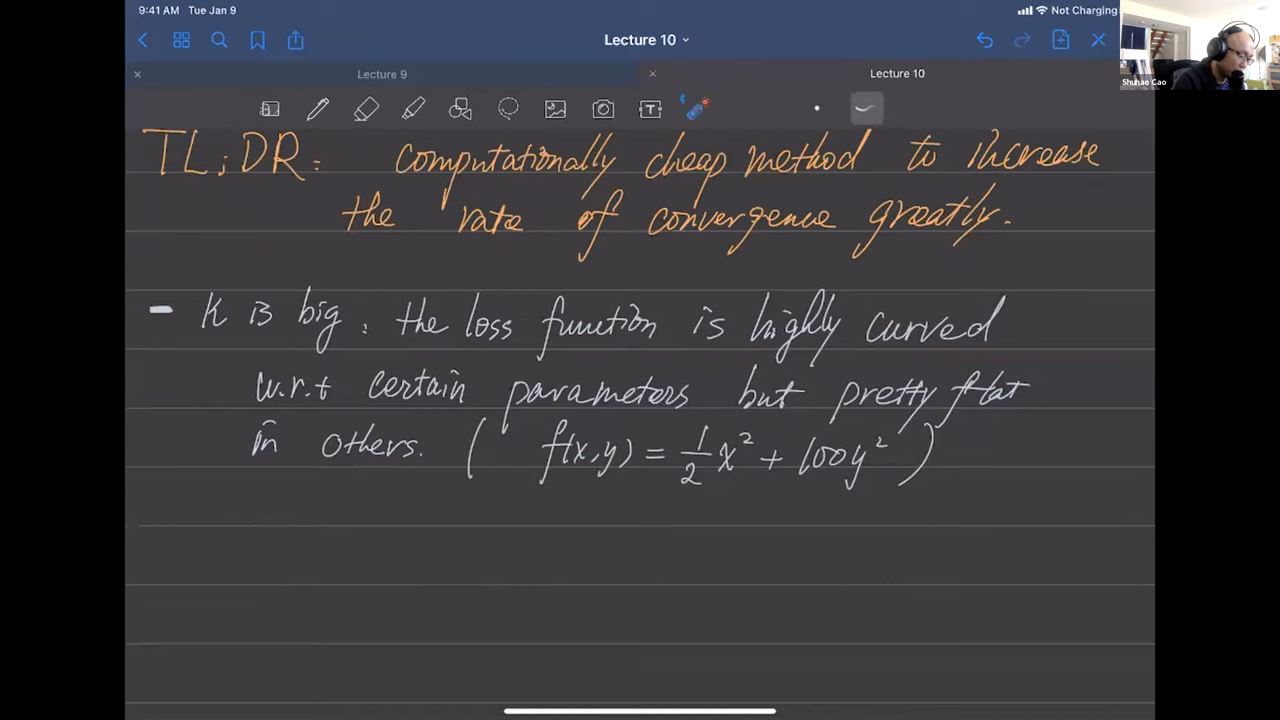 9:41 AM Tue Jan 9
Not Charging
Lecture 10
Shuhao Cao
Lecture 9
Lecture 10
TL;DR: Computationally cheap method to increase
the rate of convergence greatly.
- K is big, the loss function is highly curved
w.r.t certain parameters but pretty flat
in others. ( f(x,y) = 1/2 x² + 100y² )